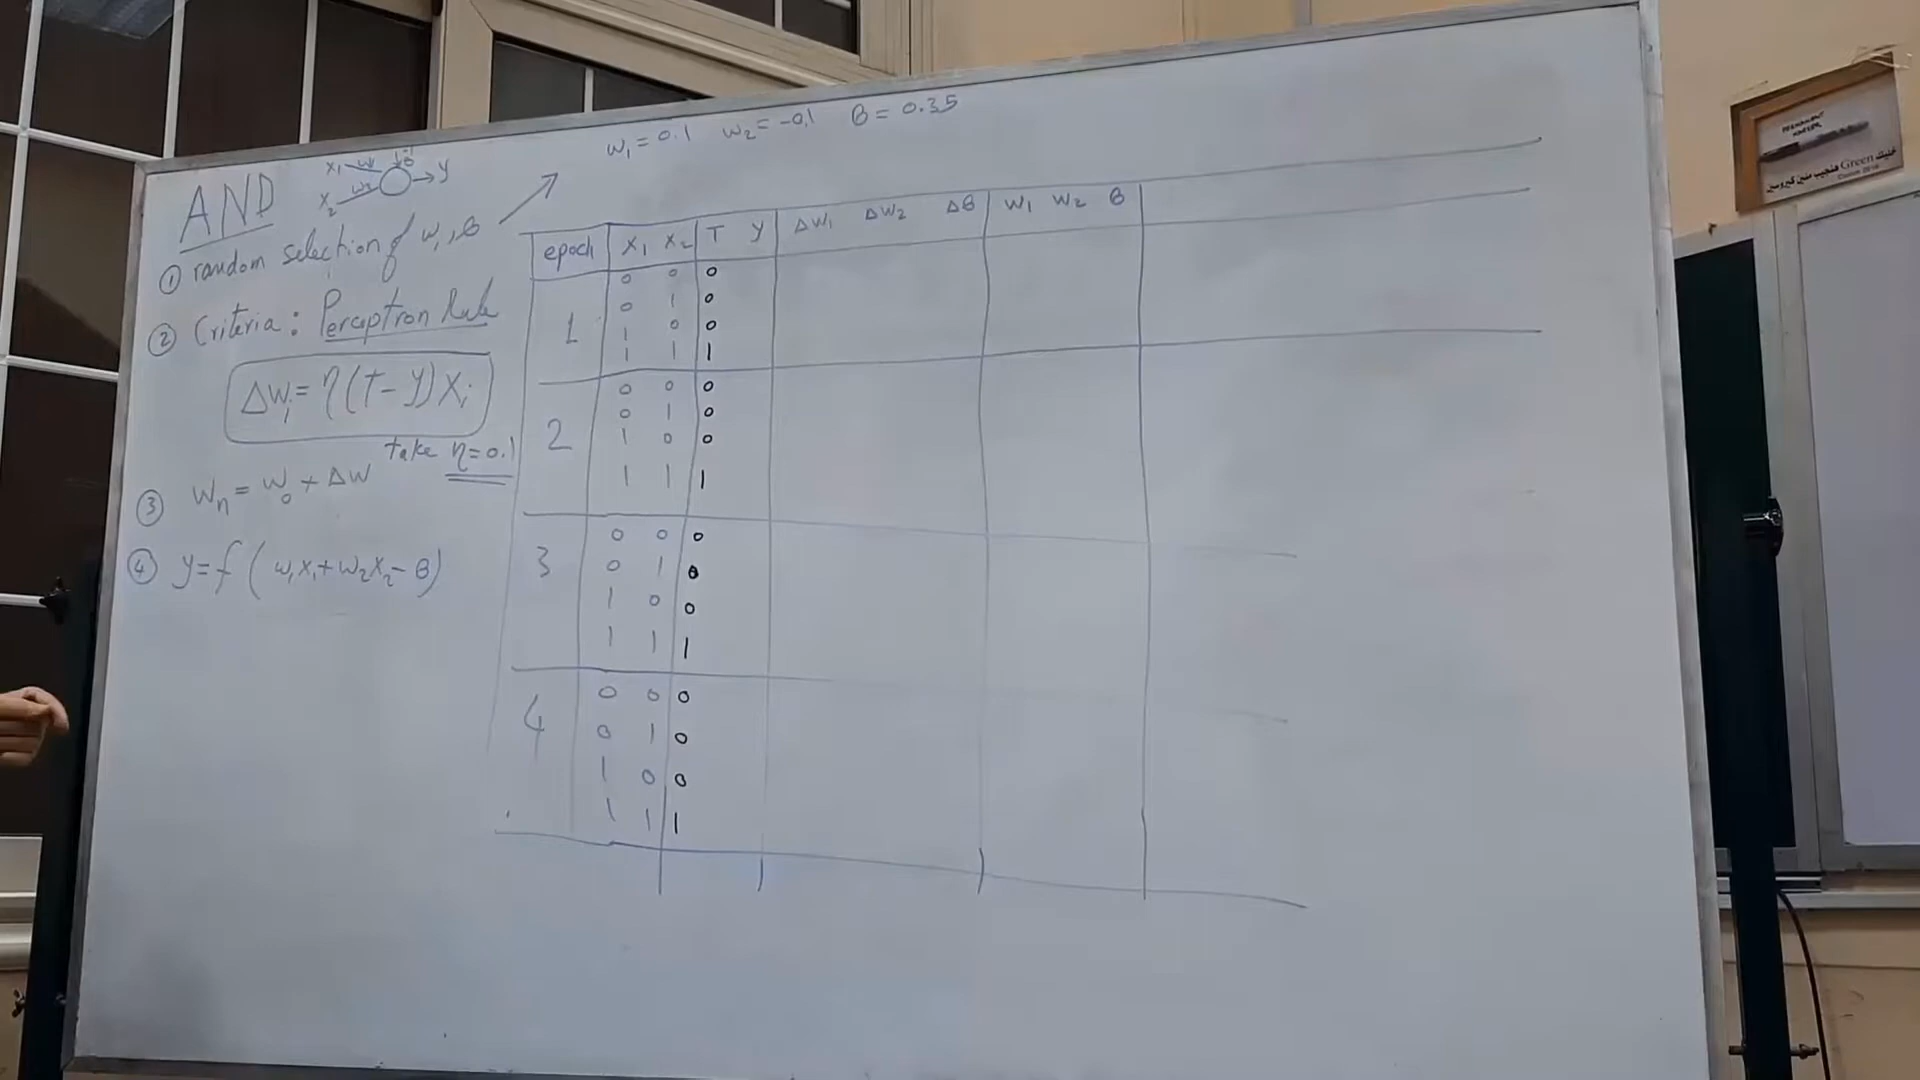 w₁ = 0.1 w₂ = -0.1 θ = 0.35
AND
x₁ w₁ θ y
x₂ w₂
① random selection of w, θ
② Criteria: Perceptron Rule
Δwᵢ = η(T - y)xᵢ
take η = 0.1
③ wₙ = w₀ + Δw
④ y = f(w₁x₁ + w₂x₂ - θ)
epoch x₁ x₂ T y Δw₁ Δw₂ Δθ w₁ w₂ θ
0 0 0
0 1 0
1 1 0 0
1 1 1
0 0 0
0 1 0
2 1 0 0
1 1 1
0 0 0
3 0 1 0
1 0 0
1 1 1
0 0 0
4 0 1 0
1 0 0
1 1 1
PERMANENT MARKER
Green